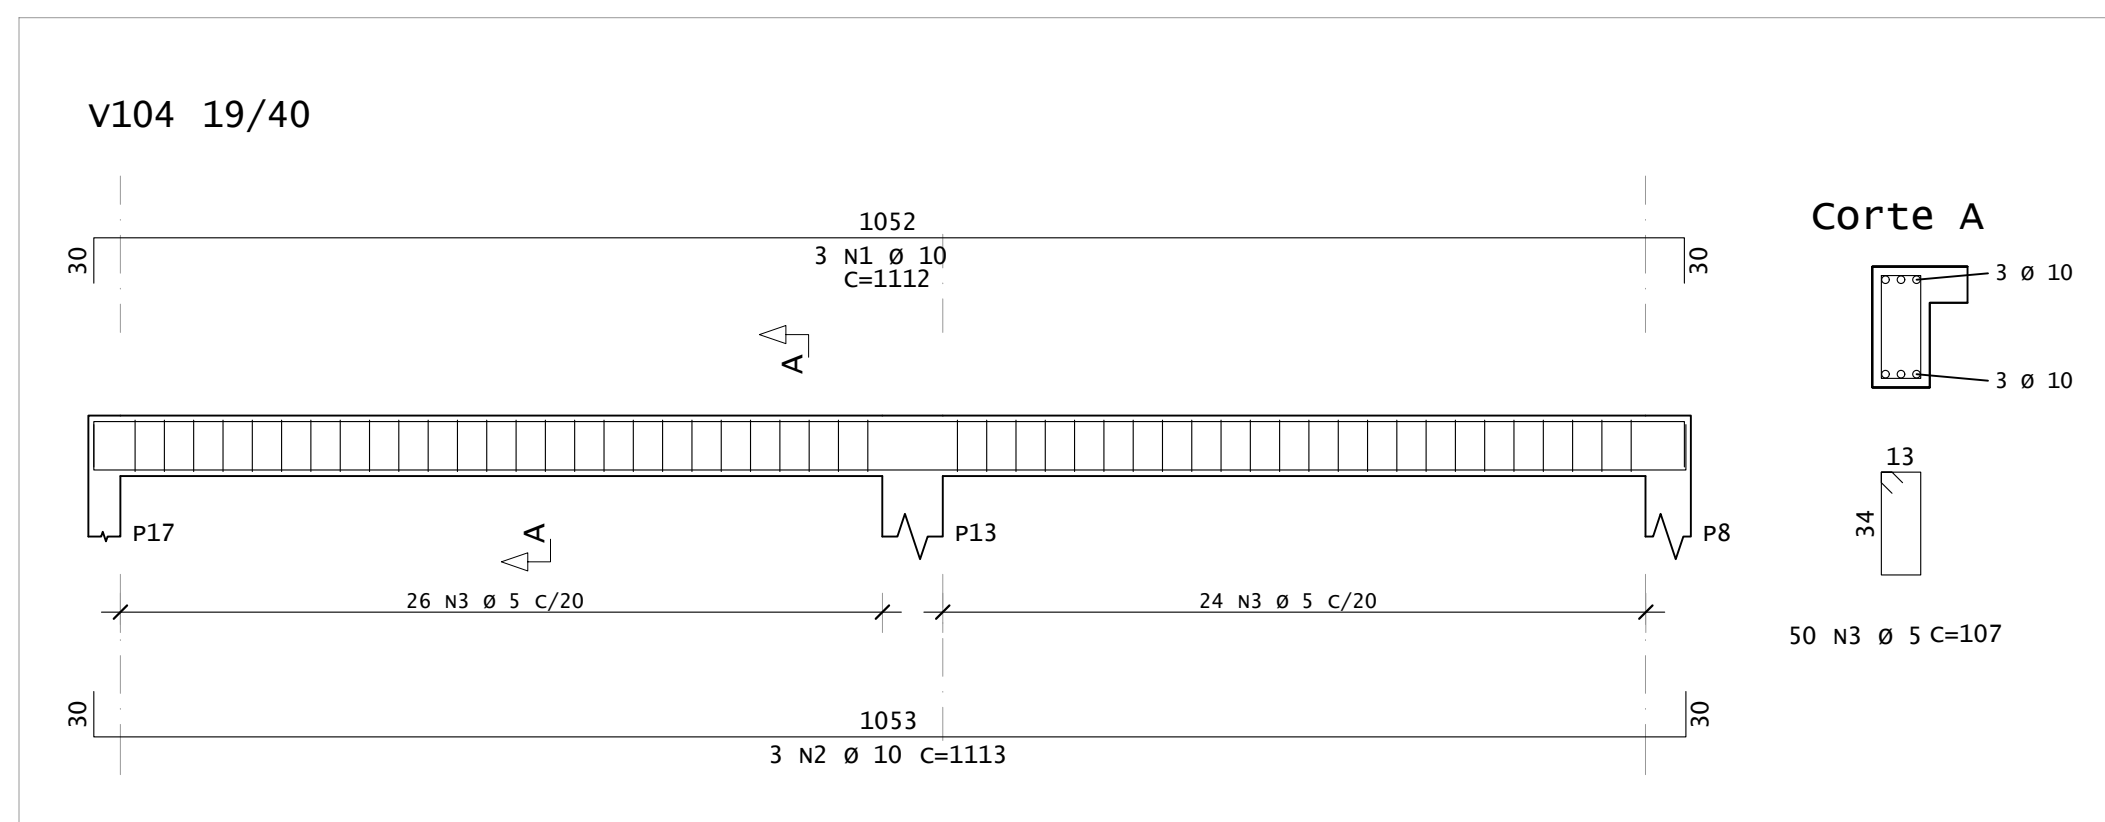 V104 19/40
1052
30
3 N1 Ø 10
30
C=1112
Corte A
3 Ø 10
3 Ø 10
A
A
P17
P13
P8
13
34
26 N3 Ø 5 C/20
24 N3 Ø 5 C/20
50 N3 Ø 5 C=107
30
1053
30
3 N2 Ø 10 C=1113